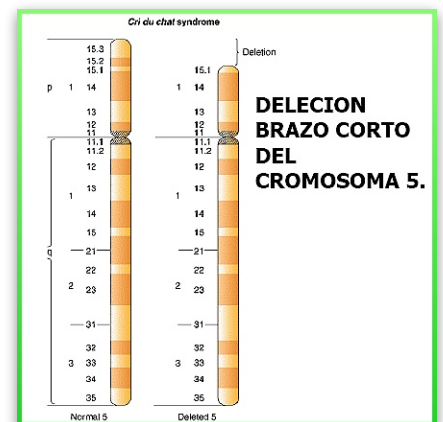 Cri du chat syndrome
Deletion
15.3
15.2
15.1 15.1
p 1 14 1 14
13 13
12 12
11 11
11.1 11.1
11.2 11.2
12 12
13 13
1 1
14 14
15 15
q 21 21
22 22
2 23 2 23
31 31
32 32
3 33 3 33
34 34
35 35
Normal 5 Deleted 5
DELECION
BRAZO CORTO
DEL
CROMOSOMA 5.